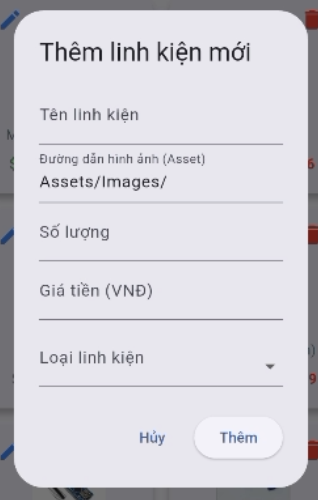 Thêm linh kiện mới
Tên linh kiện
Đường dẫn hình ảnh (Asset)
Assets/Images/
Số lượng
Giá tiền (VNĐ)
Loại linh kiện
Hủy
Thêm